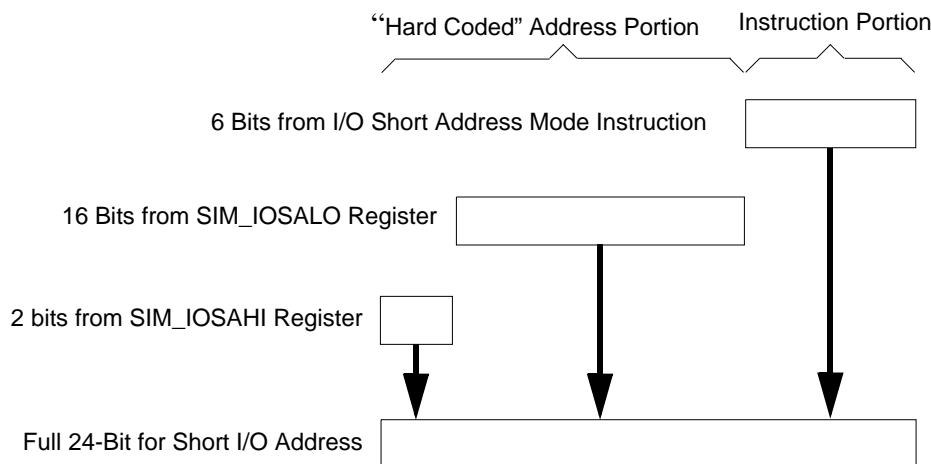 “Hard Coded” Address Portion
Instruction Portion
6 Bits from I/O Short Address Mode Instruction
16 Bits from SIM_IOSALO Register
2 bits from SIM_IOSAHI Register
Full 24-Bit for Short I/O Address